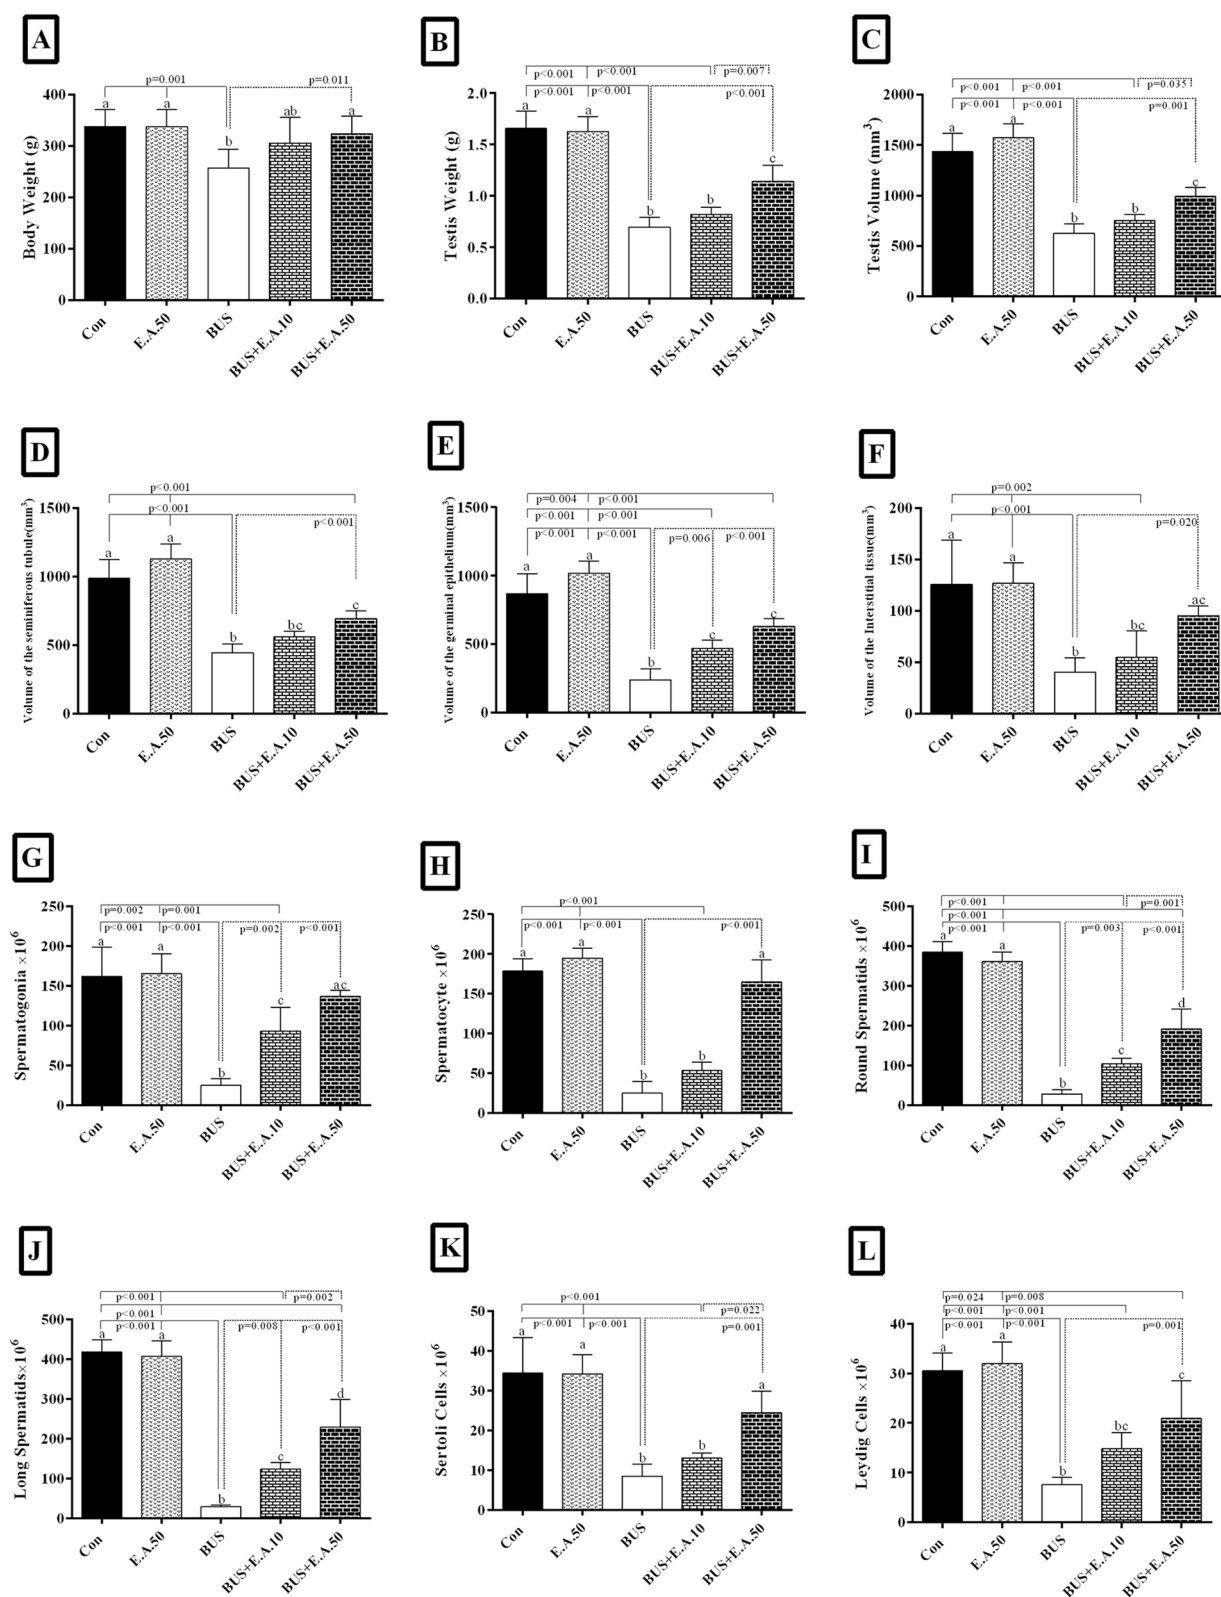 A
p=0.001
p=0.011
Body Weight (g)
400
300
200
100
0
a
a
b
ab
a
Con
E.A.50
BUS
BUS+E.A.10
BUS+E.A.50
B
p<0.001
p<0.001
p=0.007
p<0.001
p<0.001
p<0.001
Testis Weight (g)
2.0
1.5
1.0
0.5
0.0
a
a
b
b
c
Con
E.A.50
BUS
BUS+E.A.10
BUS+E.A.50
C
p<0.001
p<0.001
p=0.035
p<0.001
p<0.001
p=0.001
Testis Volume (mm³)
2000
1500
1000
500
0
a
a
b
b
c
Con
E.A.50
BUS
BUS+E.A.10
BUS+E.A.50
D
p<0.001
p<0.001
p<0.001
Volume of the seminiferous tubule(mm³)
1500
1000
500
0
a
a
b
bc
c
Con
E.A.50
BUS
BUS+E.A.10
BUS+E.A.50
E
p=0.004
p<0.001
p<0.001
p<0.001
p<0.001
p<0.001
p=0.006
p<0.001
Volume of the germinal epithelium(mm³)
1500
1000
500
0
a
a
b
c
c
Con
E.A.50
BUS
BUS+E.A.10
BUS+E.A.50
F
p=0.002
p<0.001
p=0.020
Volume of the Interstitial tissue(mm³)
200
150
100
50
0
a
a
b
bc
ac
Con
E.A.50
BUS
BUS+E.A.10
BUS+E.A.50
G
p=0.002
p=0.001
p<0.001
p<0.001
p=0.002
p<0.001
Spermatogonia ×10⁶
250
200
150
100
50
0
a
a
b
c
ac
Con
E.A.50
BUS
BUS+E.A.10
BUS+E.A.50
H
p<0.001
p<0.001
p<0.001
p<0.001
Spermatocyte ×10⁶
250
200
150
100
50
0
a
a
b
b
a
Con
E.A.50
BUS
BUS+E.A.10
BUS+E.A.50
I
p<0.001
p=0.001
p<0.001
p<0.001
p=0.003
p<0.001
Round Spermatids ×10⁶
500
400
300
200
100
0
a
a
b
c
d
Con
E.A.50
BUS
BUS+E.A.10
BUS+E.A.50
J
p<0.001
p=0.002
p<0.001
p<0.001
p=0.008
p<0.001
Long Spermatids×10⁶
500
400
300
200
100
0
a
a
b
c
d
Con
E.A.50
BUS
BUS+E.A.10
BUS+E.A.50
K
p<0.001
p=0.022
p<0.001
p<0.001
p=0.001
Sertoli Cells ×10⁶
50
40
30
20
10
0
a
a
b
b
a
Con
E.A.50
BUS
BUS+E.A.10
BUS+E.A.50
L
p=0.024
p=0.008
p<0.001
p<0.001
p<0.001
p<0.001
p=0.001
Leydig Cells ×10⁶
40
30
20
10
0
a
a
b
bc
c
Con
E.A.50
BUS
BUS+E.A.10
BUS+E.A.50